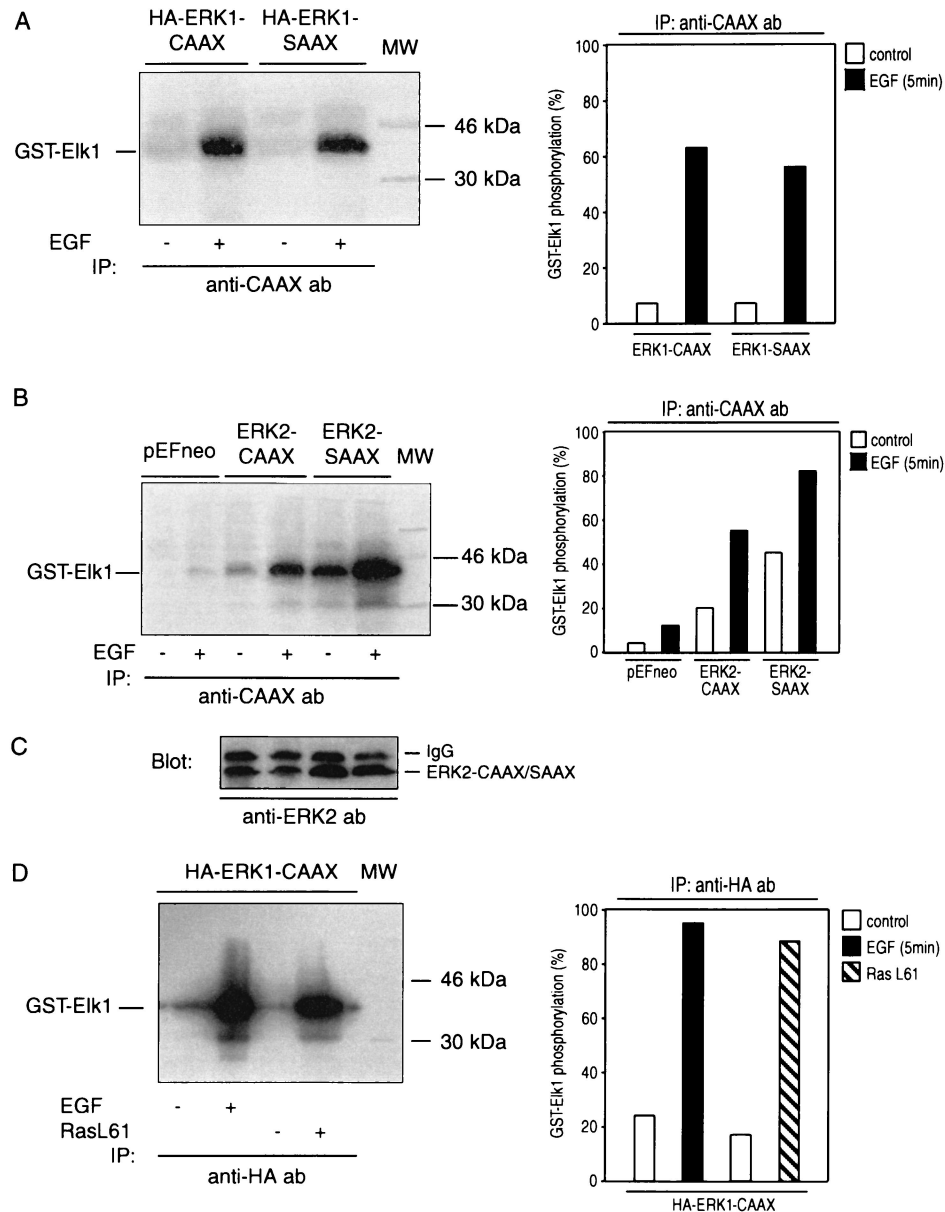 A
HA-ERK1-CAAX
HA-ERK1-SAAX
MW
GST-Elk1
46 kDa
30 kDa
EGF - + - +
IP:
anti-CAAX ab
IP: anti-CAAX ab
control
EGF (5min)
GST-Elk1 phosphorylation (%)
100
80
60
40
20
0
ERK1-CAAX
ERK1-SAAX
B
pEFneo
ERK2-CAAX
ERK2-SAAX
MW
GST-Elk1
46 kDa
30 kDa
EGF - + - + - +
IP:
anti-CAAX ab
IP: anti-CAAX ab
control
EGF (5min)
GST-Elk1 phosphorylation (%)
100
80
60
40
20
0
pEFneo
ERK2-CAAX
ERK2-SAAX
C
Blot:
IgG
ERK2-CAAX/SAAX
anti-ERK2 ab
D
HA-ERK1-CAAX
MW
GST-Elk1
46 kDa
30 kDa
EGF - +
RasL61 - +
IP:
anti-HA ab
IP: anti-HA ab
control
EGF (5min)
Ras L61
GST-Elk1 phosphorylation (%)
100
80
60
40
20
0
HA-ERK1-CAAX